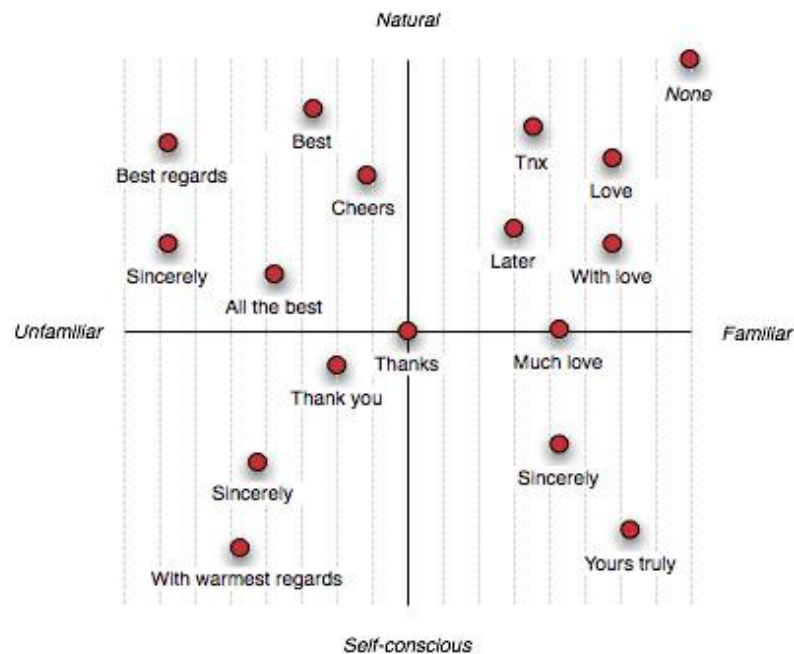 Natural
None
Best
Tnx
Best regards
Love
Cheers
Later
Sincerely
With love
All the best
Unfamiliar
Familiar
Thanks
Much love
Thank you
Sincerely
Sincerely
Yours truly
With warmest regards
Self-conscious